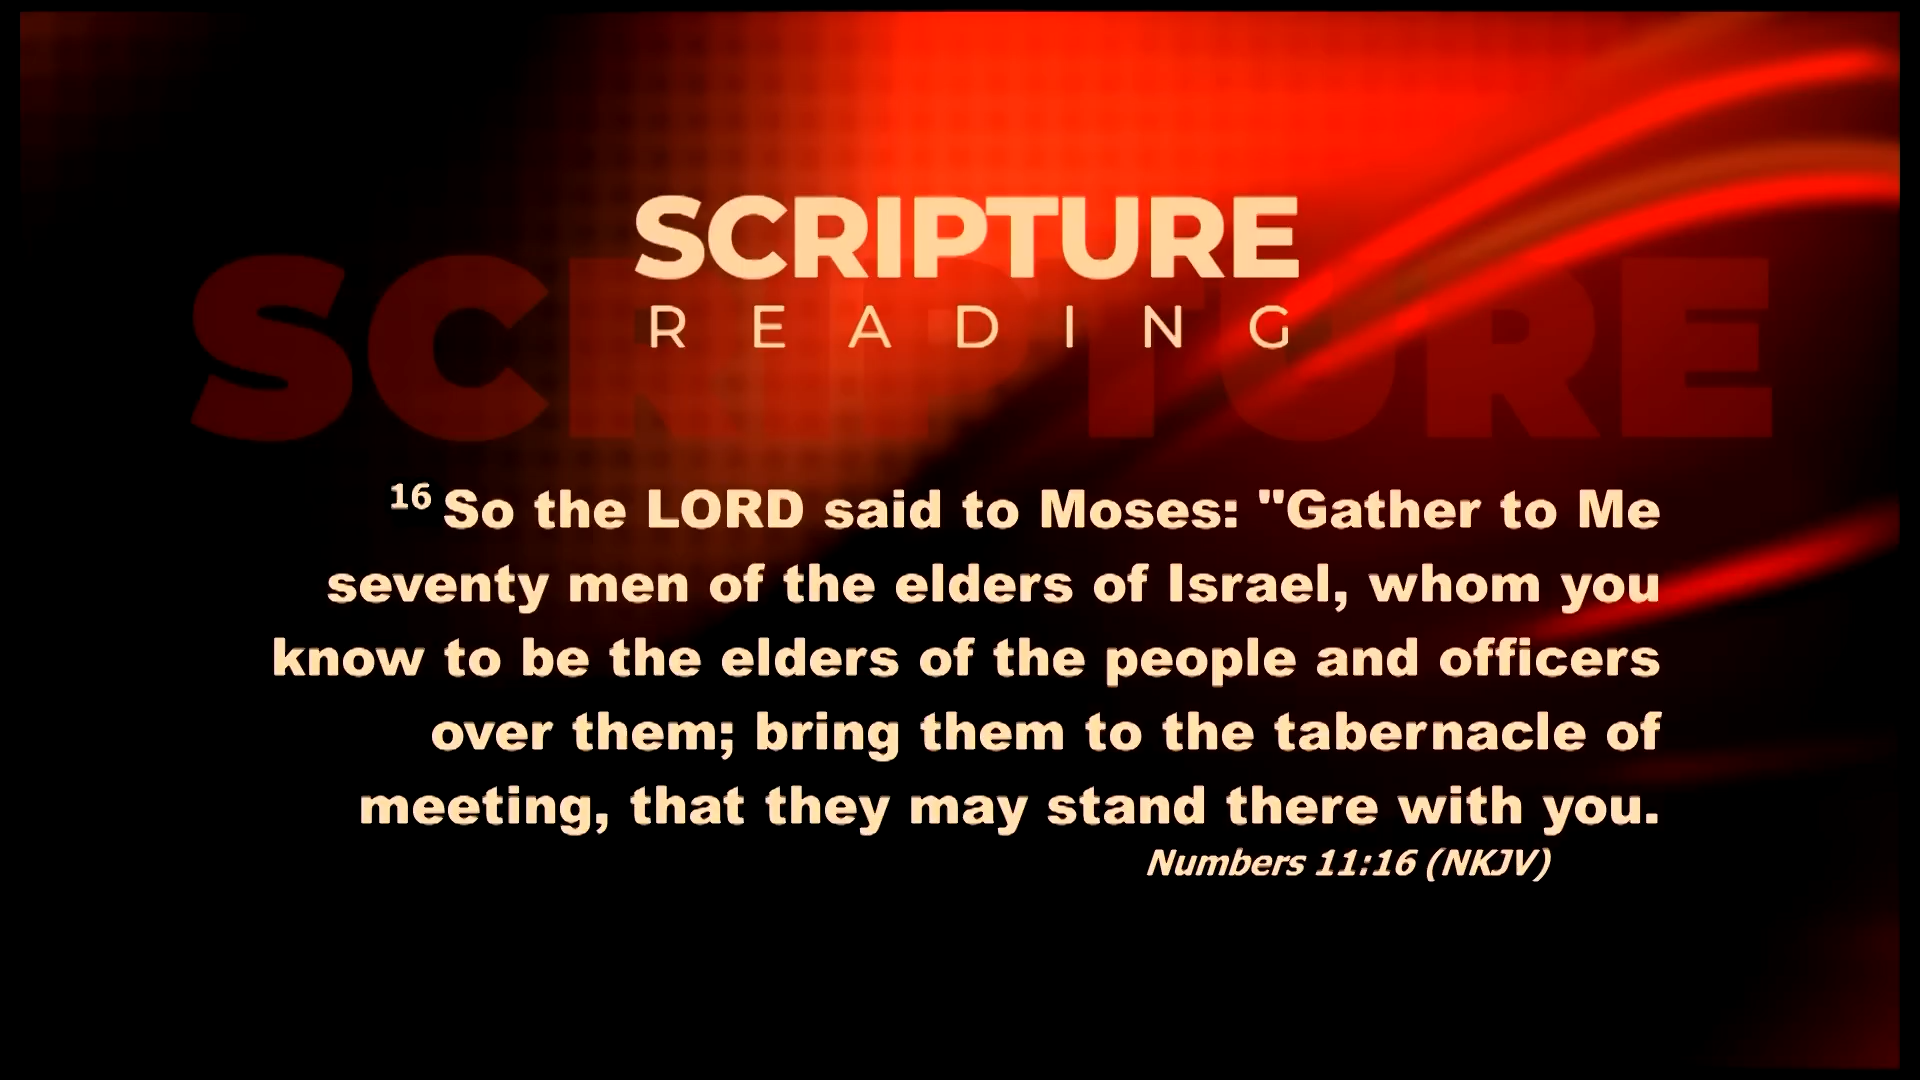 SCRIPTURE
READING
SCRIPTURE
16 So the LORD said to Moses: "Gather to Me
seventy men of the elders of Israel, whom you
know to be the elders of the people and officers
over them; bring them to the tabernacle of
meeting, that they may stand there with you.
Numbers 11:16 (NKJV)